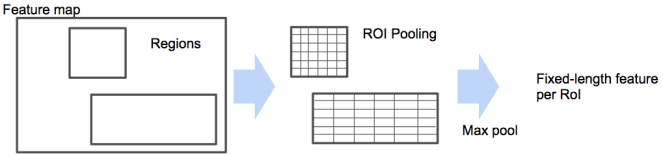 Feature map
Regions
ROI Pooling
Max pool
Fixed-length feature
per RoI